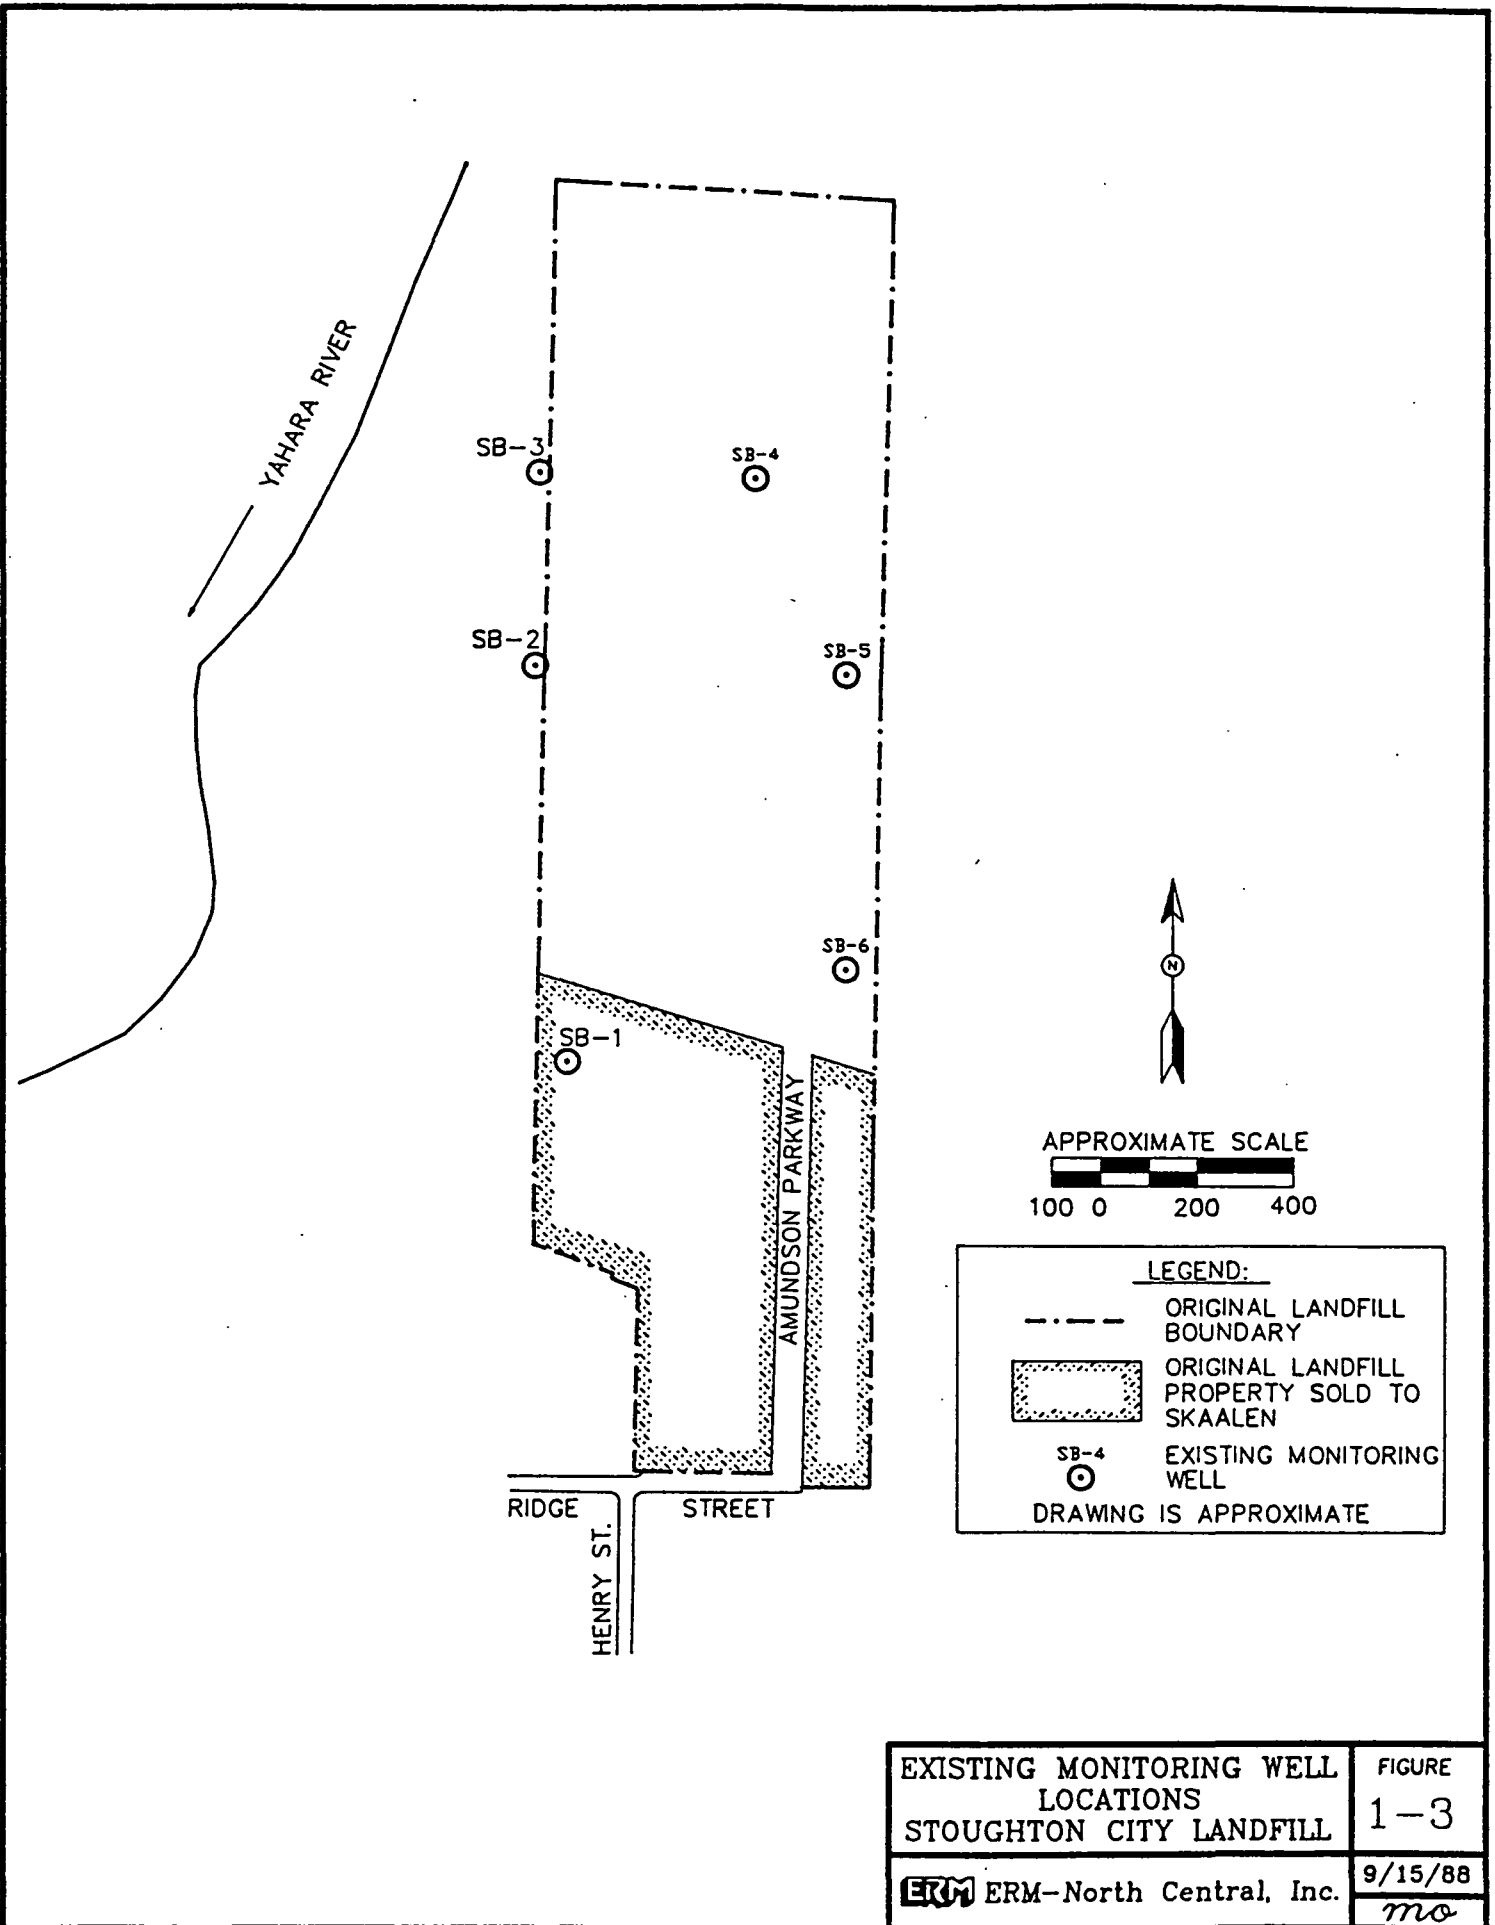 YAHARA RIVER
SB-3
SB-4
SB-2
SB-5
SB-6
SB-1
AMUNDSON PARKWAY
N
APPROXIMATE SCALE
100 0 200 400
LEGEND:
ORIGINAL LANDFILL
BOUNDARY
ORIGINAL LANDFILL
PROPERTY SOLD TO
SKAALEN
SB-4
EXISTING MONITORING
WELL
DRAWING IS APPROXIMATE
RIDGE STREET
HENRY ST.
EXISTING MONITORING WELL
LOCATIONS
STOUGHTON CITY LANDFILL
FIGURE
1-3
ERM ERM-North Central, Inc.
9/15/88
mo